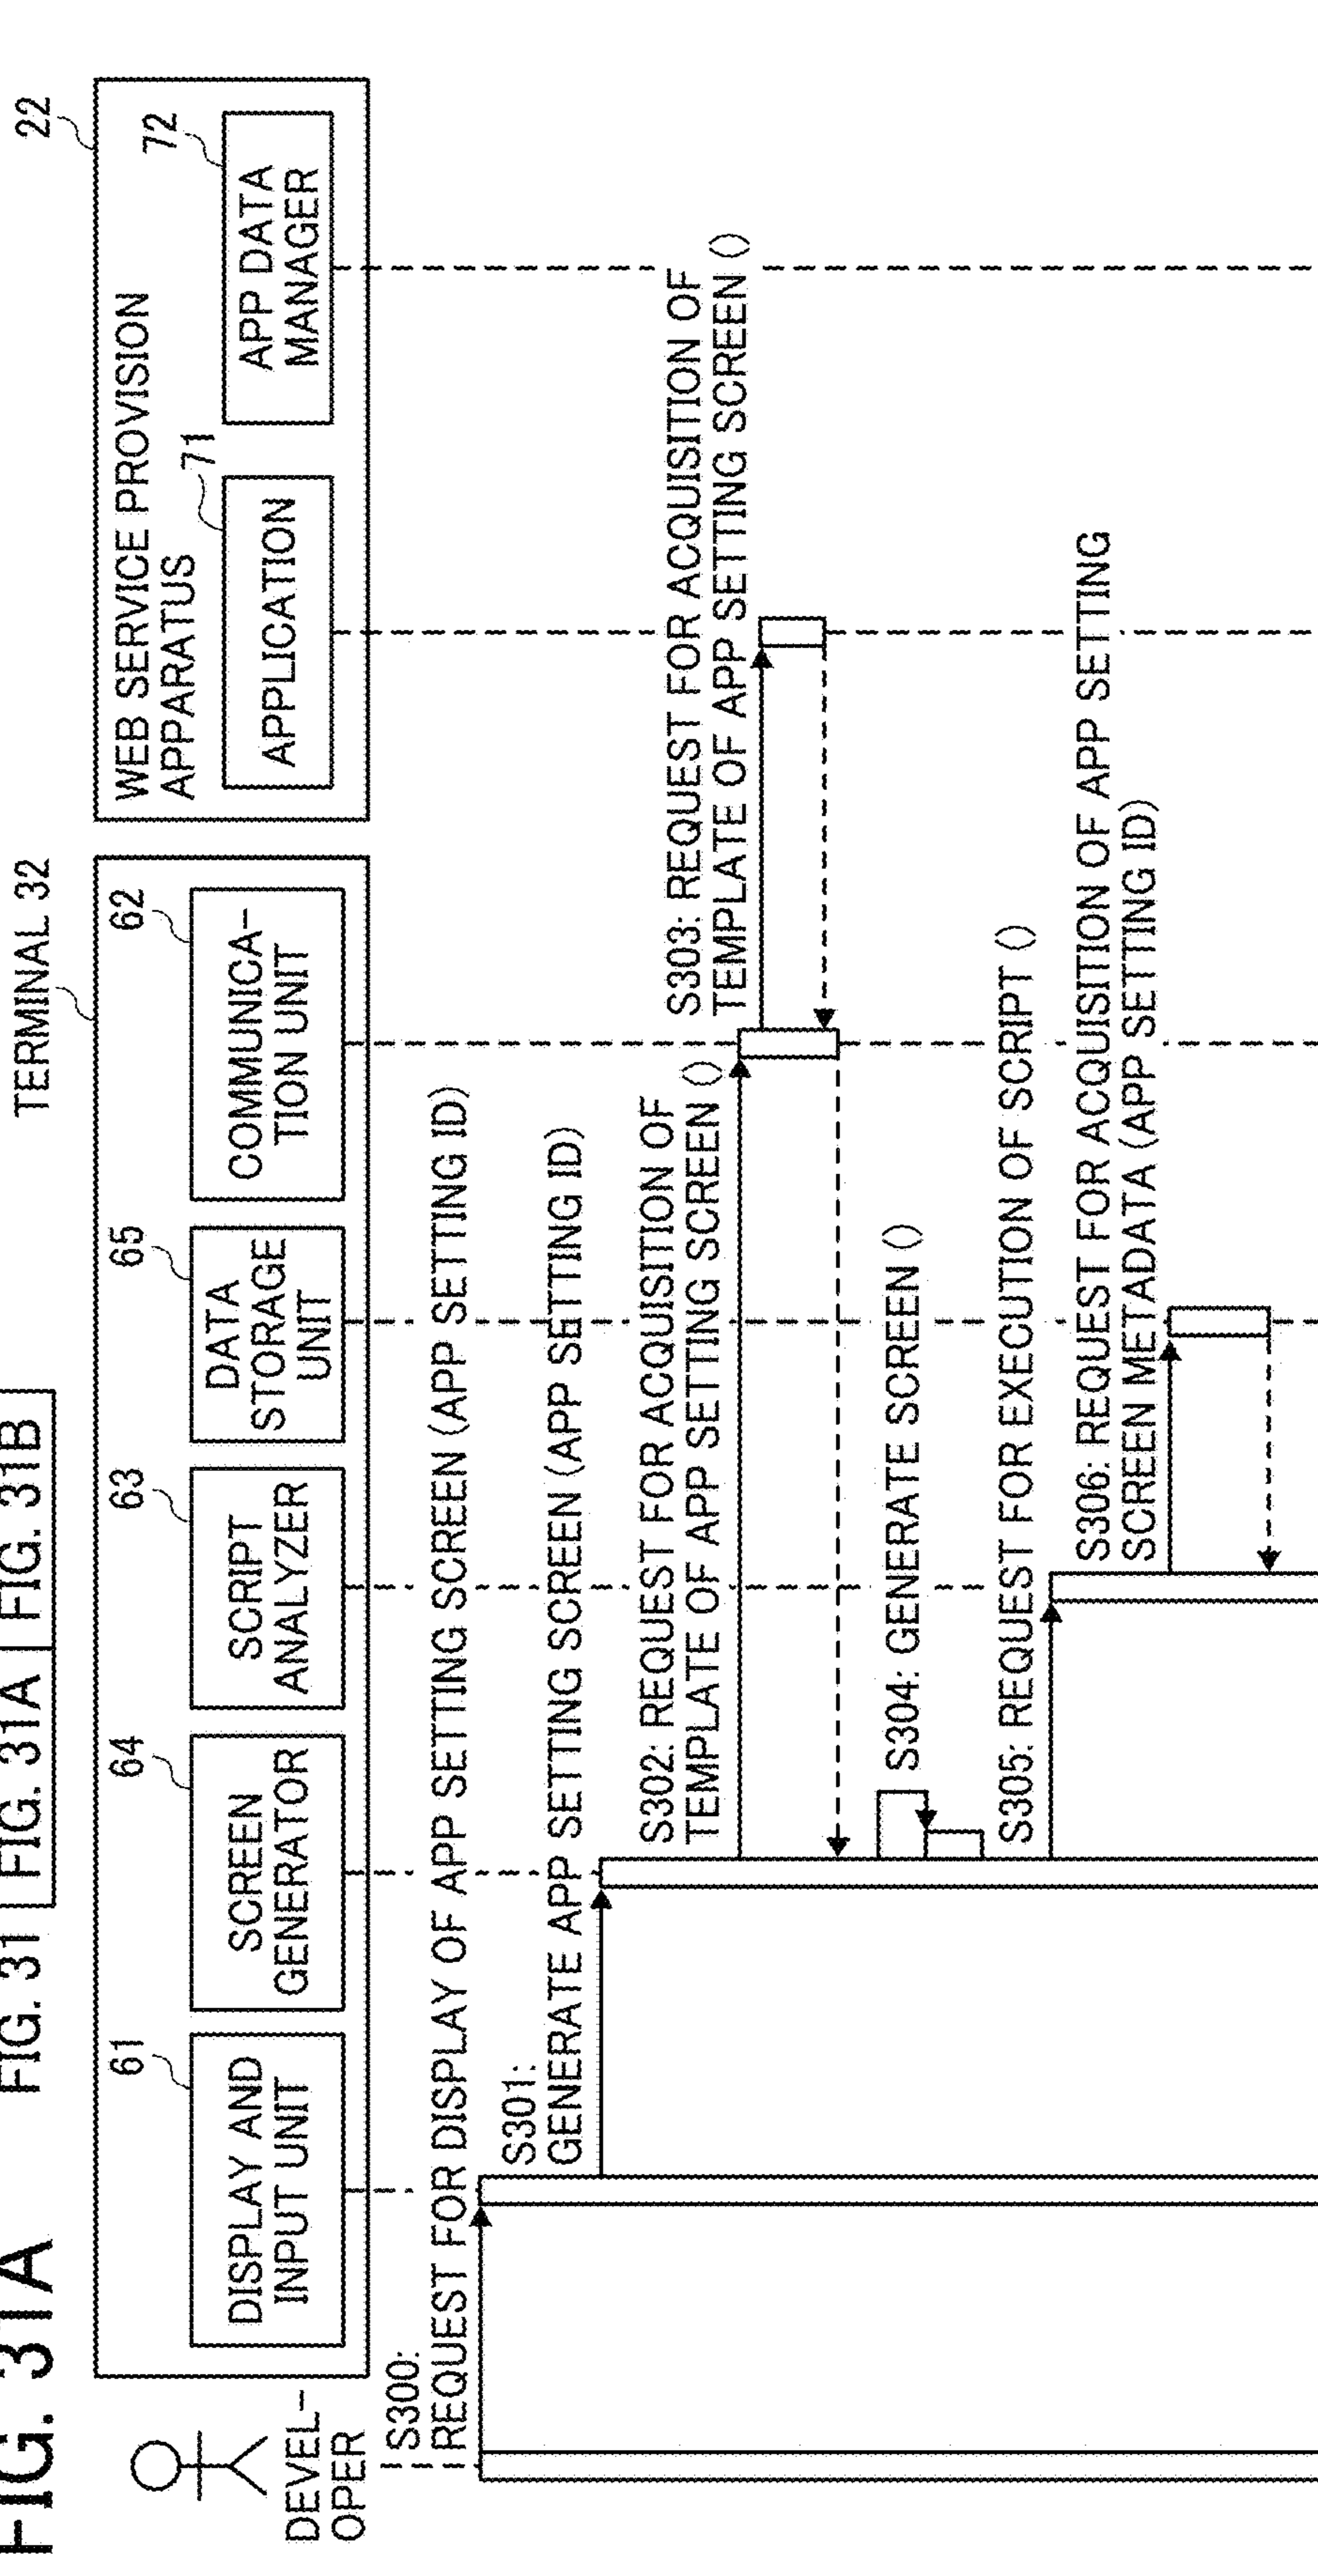 FIG. 31A
FIG. 31
FIG. 31A
FIG. 31B
TERMINAL 32
22
DEVEL-
OPER
61
DISPLAY AND
INPUT UNIT
64
SCREEN
GENERATOR
63
SCRIPT
ANALYZER
65
DATA
STORAGE
UNIT
62
COMMUNICA-
TION UNIT
WEB SERVICE PROVISION
APPARATUS
71
APPLICATION
72
APP DATA
MANAGER
S300:
REQUEST FOR DISPLAY OF APP SETTING SCREEN (APP SETTING ID)
S301:
GENERATE APP SETTING SCREEN (APP SETTING ID)
S302: REQUEST FOR ACQUISITION OF
TEMPLATE OF APP SETTING SCREEN ()
S303: REQUEST FOR ACQUISITION OF
TEMPLATE OF APP SETTING SCREEN ()
S304: GENERATE SCREEN ()
S305: REQUEST FOR EXECUTION OF SCRIPT ()
S306: REQUEST FOR ACQUISITION OF APP SETTING
SCREEN METADATA (APP SETTING ID)